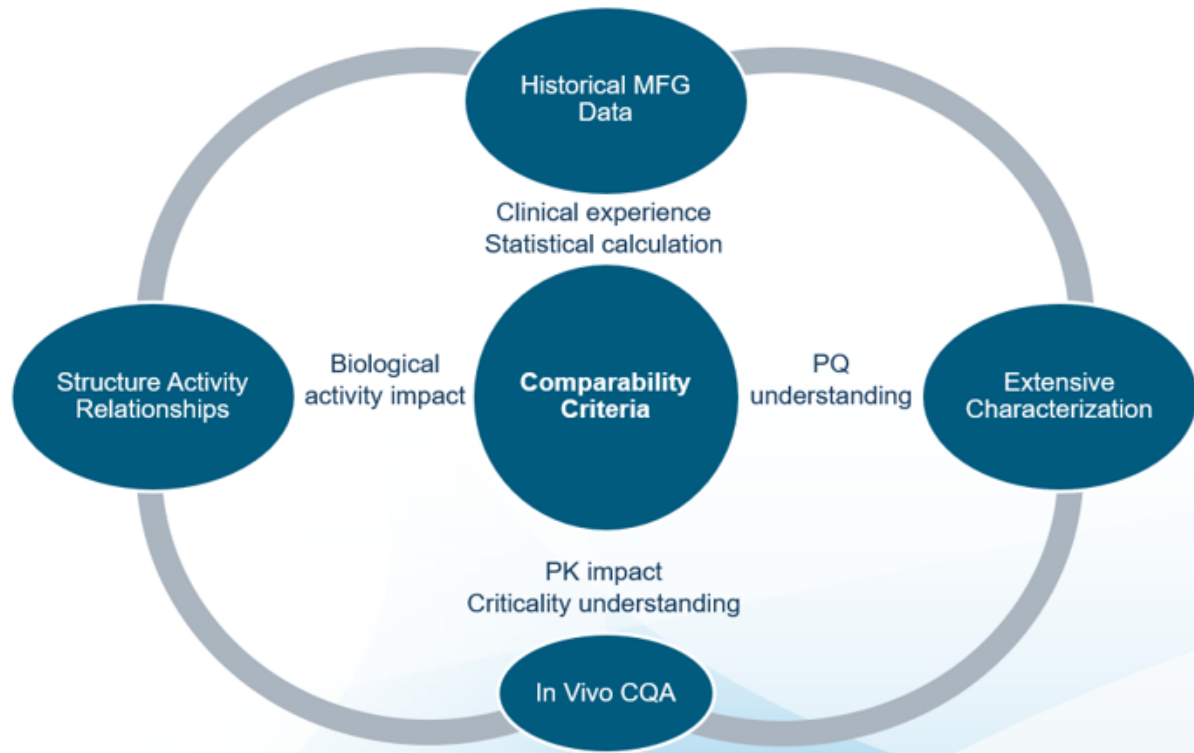 Historical MFG
Data
Clinical experience
Statistical calculation
Structure Activity
Relationships
Biological
activity impact
Comparability
Criteria
PQ
understanding
Extensive
Characterization
PK impact
Criticality understanding
In Vivo CQA